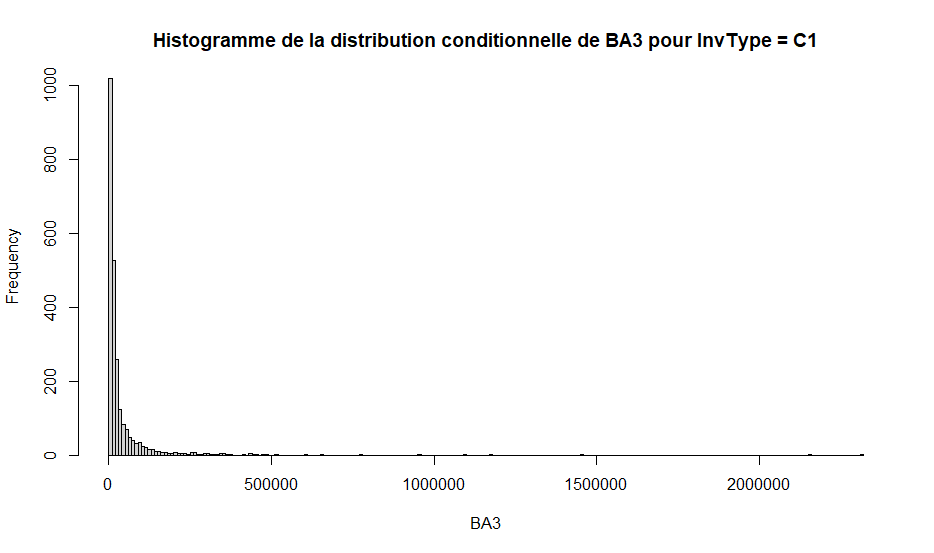 Histogramme de la distribution conditionnelle de BA3 pour InvType = C1
Frequency
1000
800
600
400
200
0
0 500000 1000000 1500000 2000000
BA3